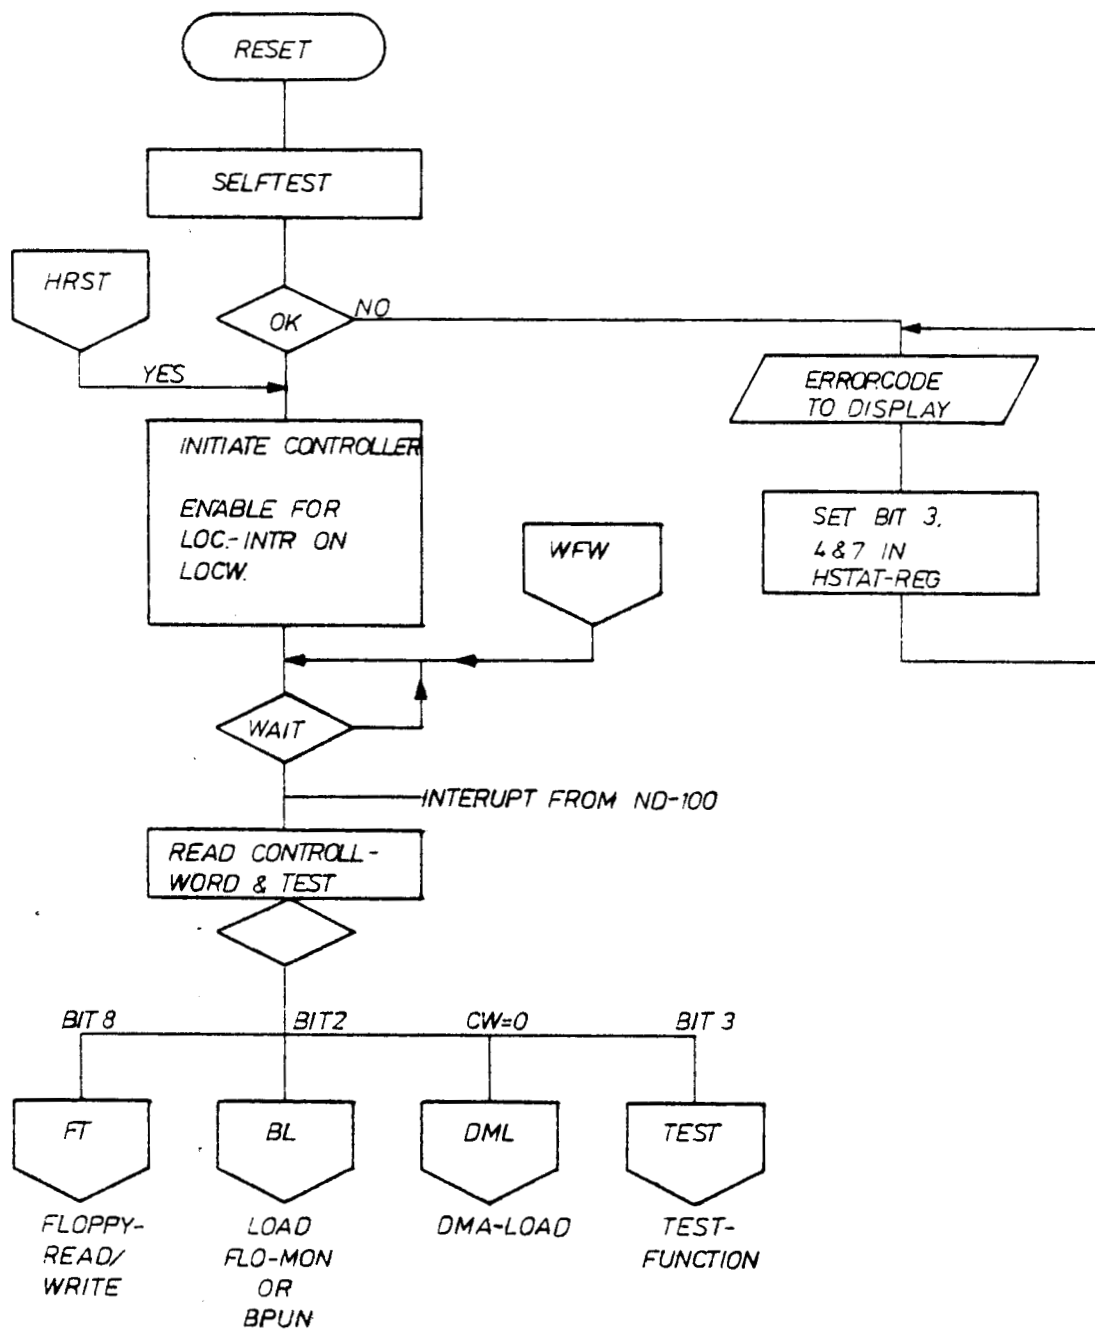 RESET
SELFTEST
HRST
OK
NO
YES
ERRORCODE
TO DISPLAY
INITIATE CONTROLLER
ENABLE FOR
LOC.-INTR ON
LOCW.
SET BIT 3,
4 & 7 IN
HSTAT-REG
WFW
WAIT
INTERUPT FROM ND-100
READ CONTROLL-
WORD & TEST
BIT 8
BIT 2
CW=0
BIT 3
FT
BL
DML
TEST
FLOPPY-
READ/
WRITE
LOAD
FLO-MON
OR
BPUN
DMA-LOAD
TEST-
FUNCTION